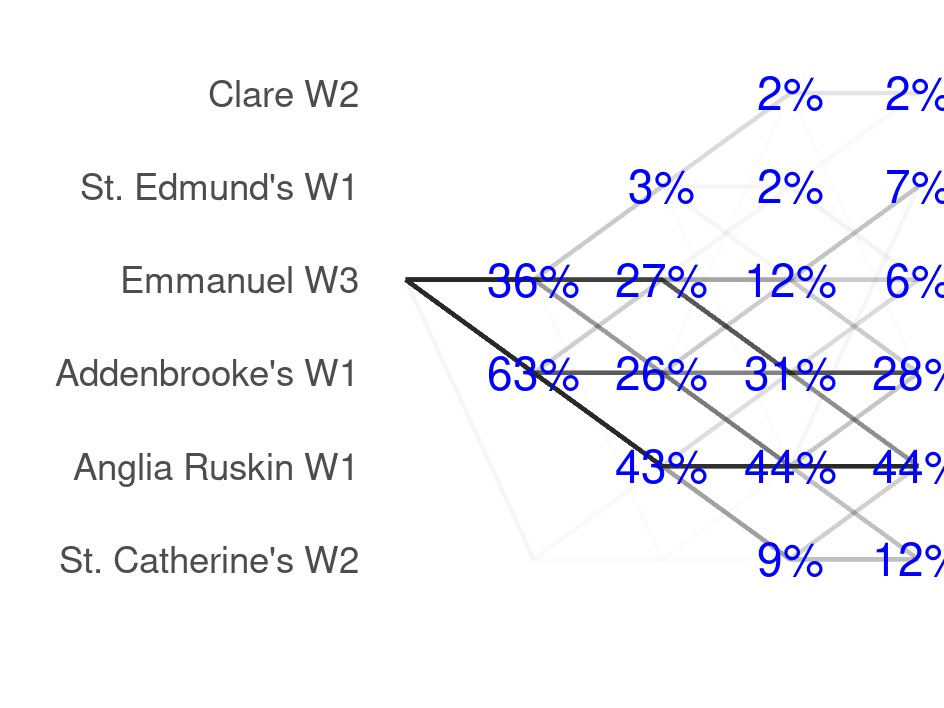 Clare W2 2% 2%
St. Edmund's W1 3% 2% 7%
Emmanuel W3 36% 27% 12% 6%
Addenbrooke's W1 63% 26% 31% 28%
Anglia Ruskin W1 43% 44% 44%
St. Catherine's W2 9% 12%